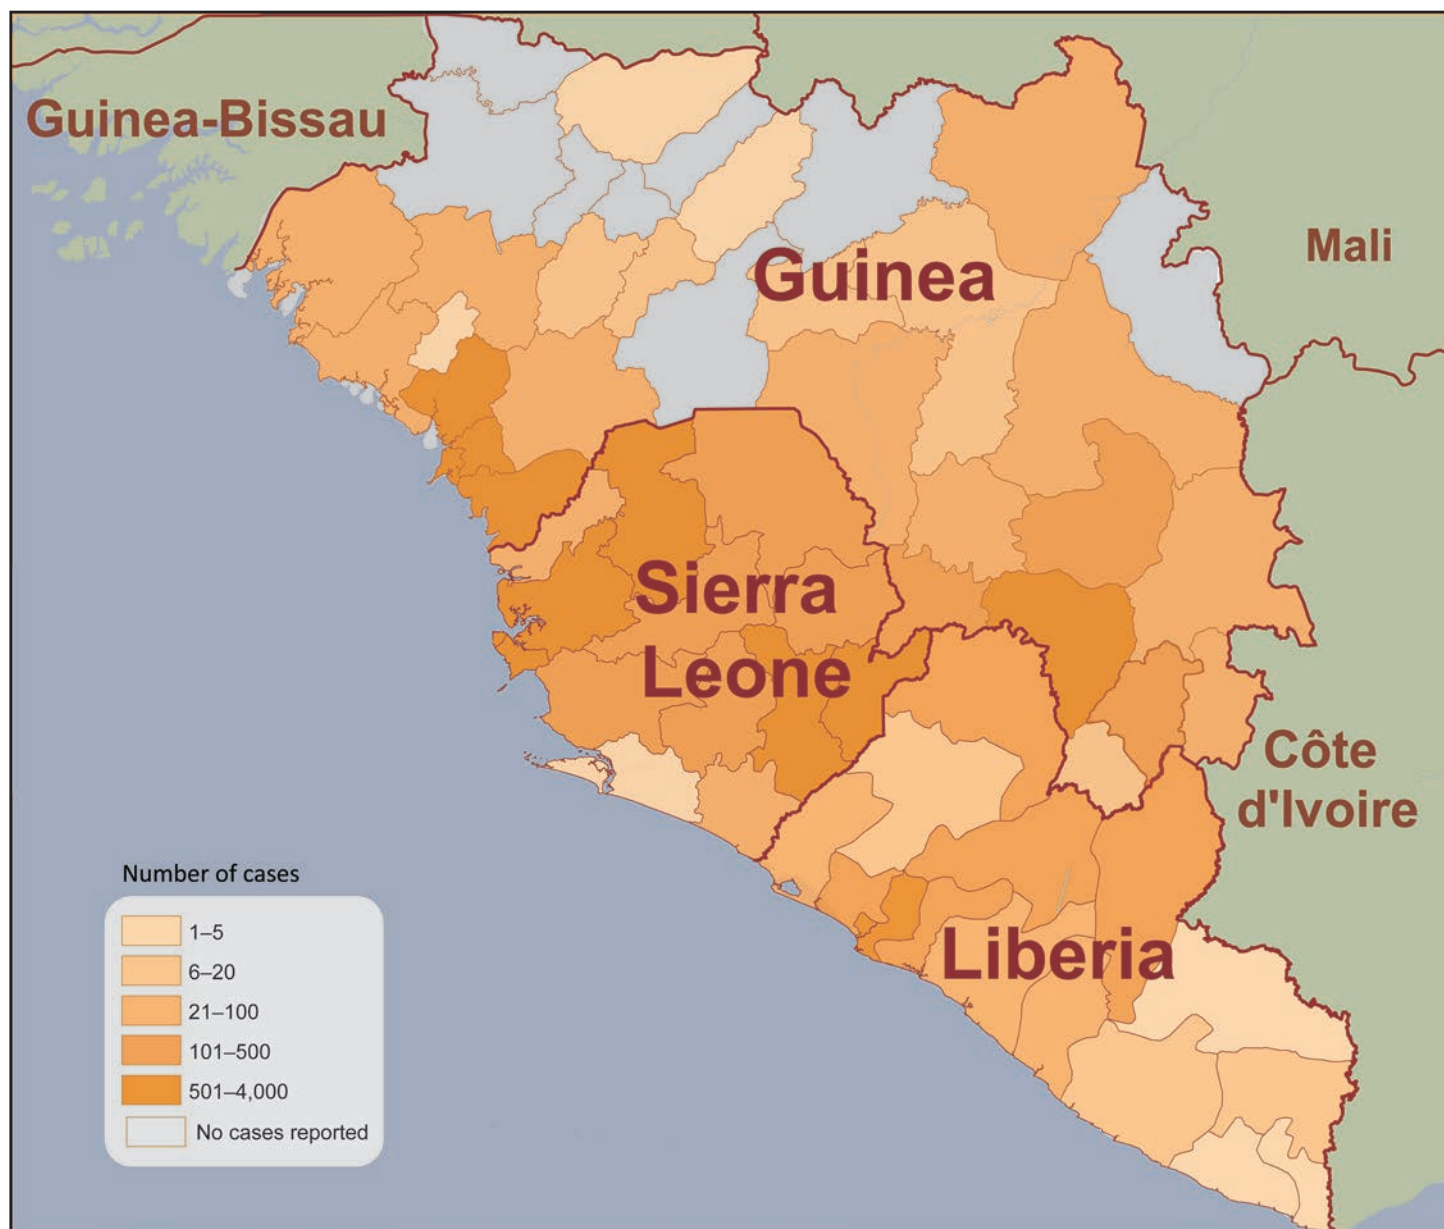 Guinea-Bissau
Guinea
Mali
Sierra
Leone
Côte
d'Ivoire
Liberia
Number of cases
1–5
6–20
21–100
101–500
501–4,000
No cases reported